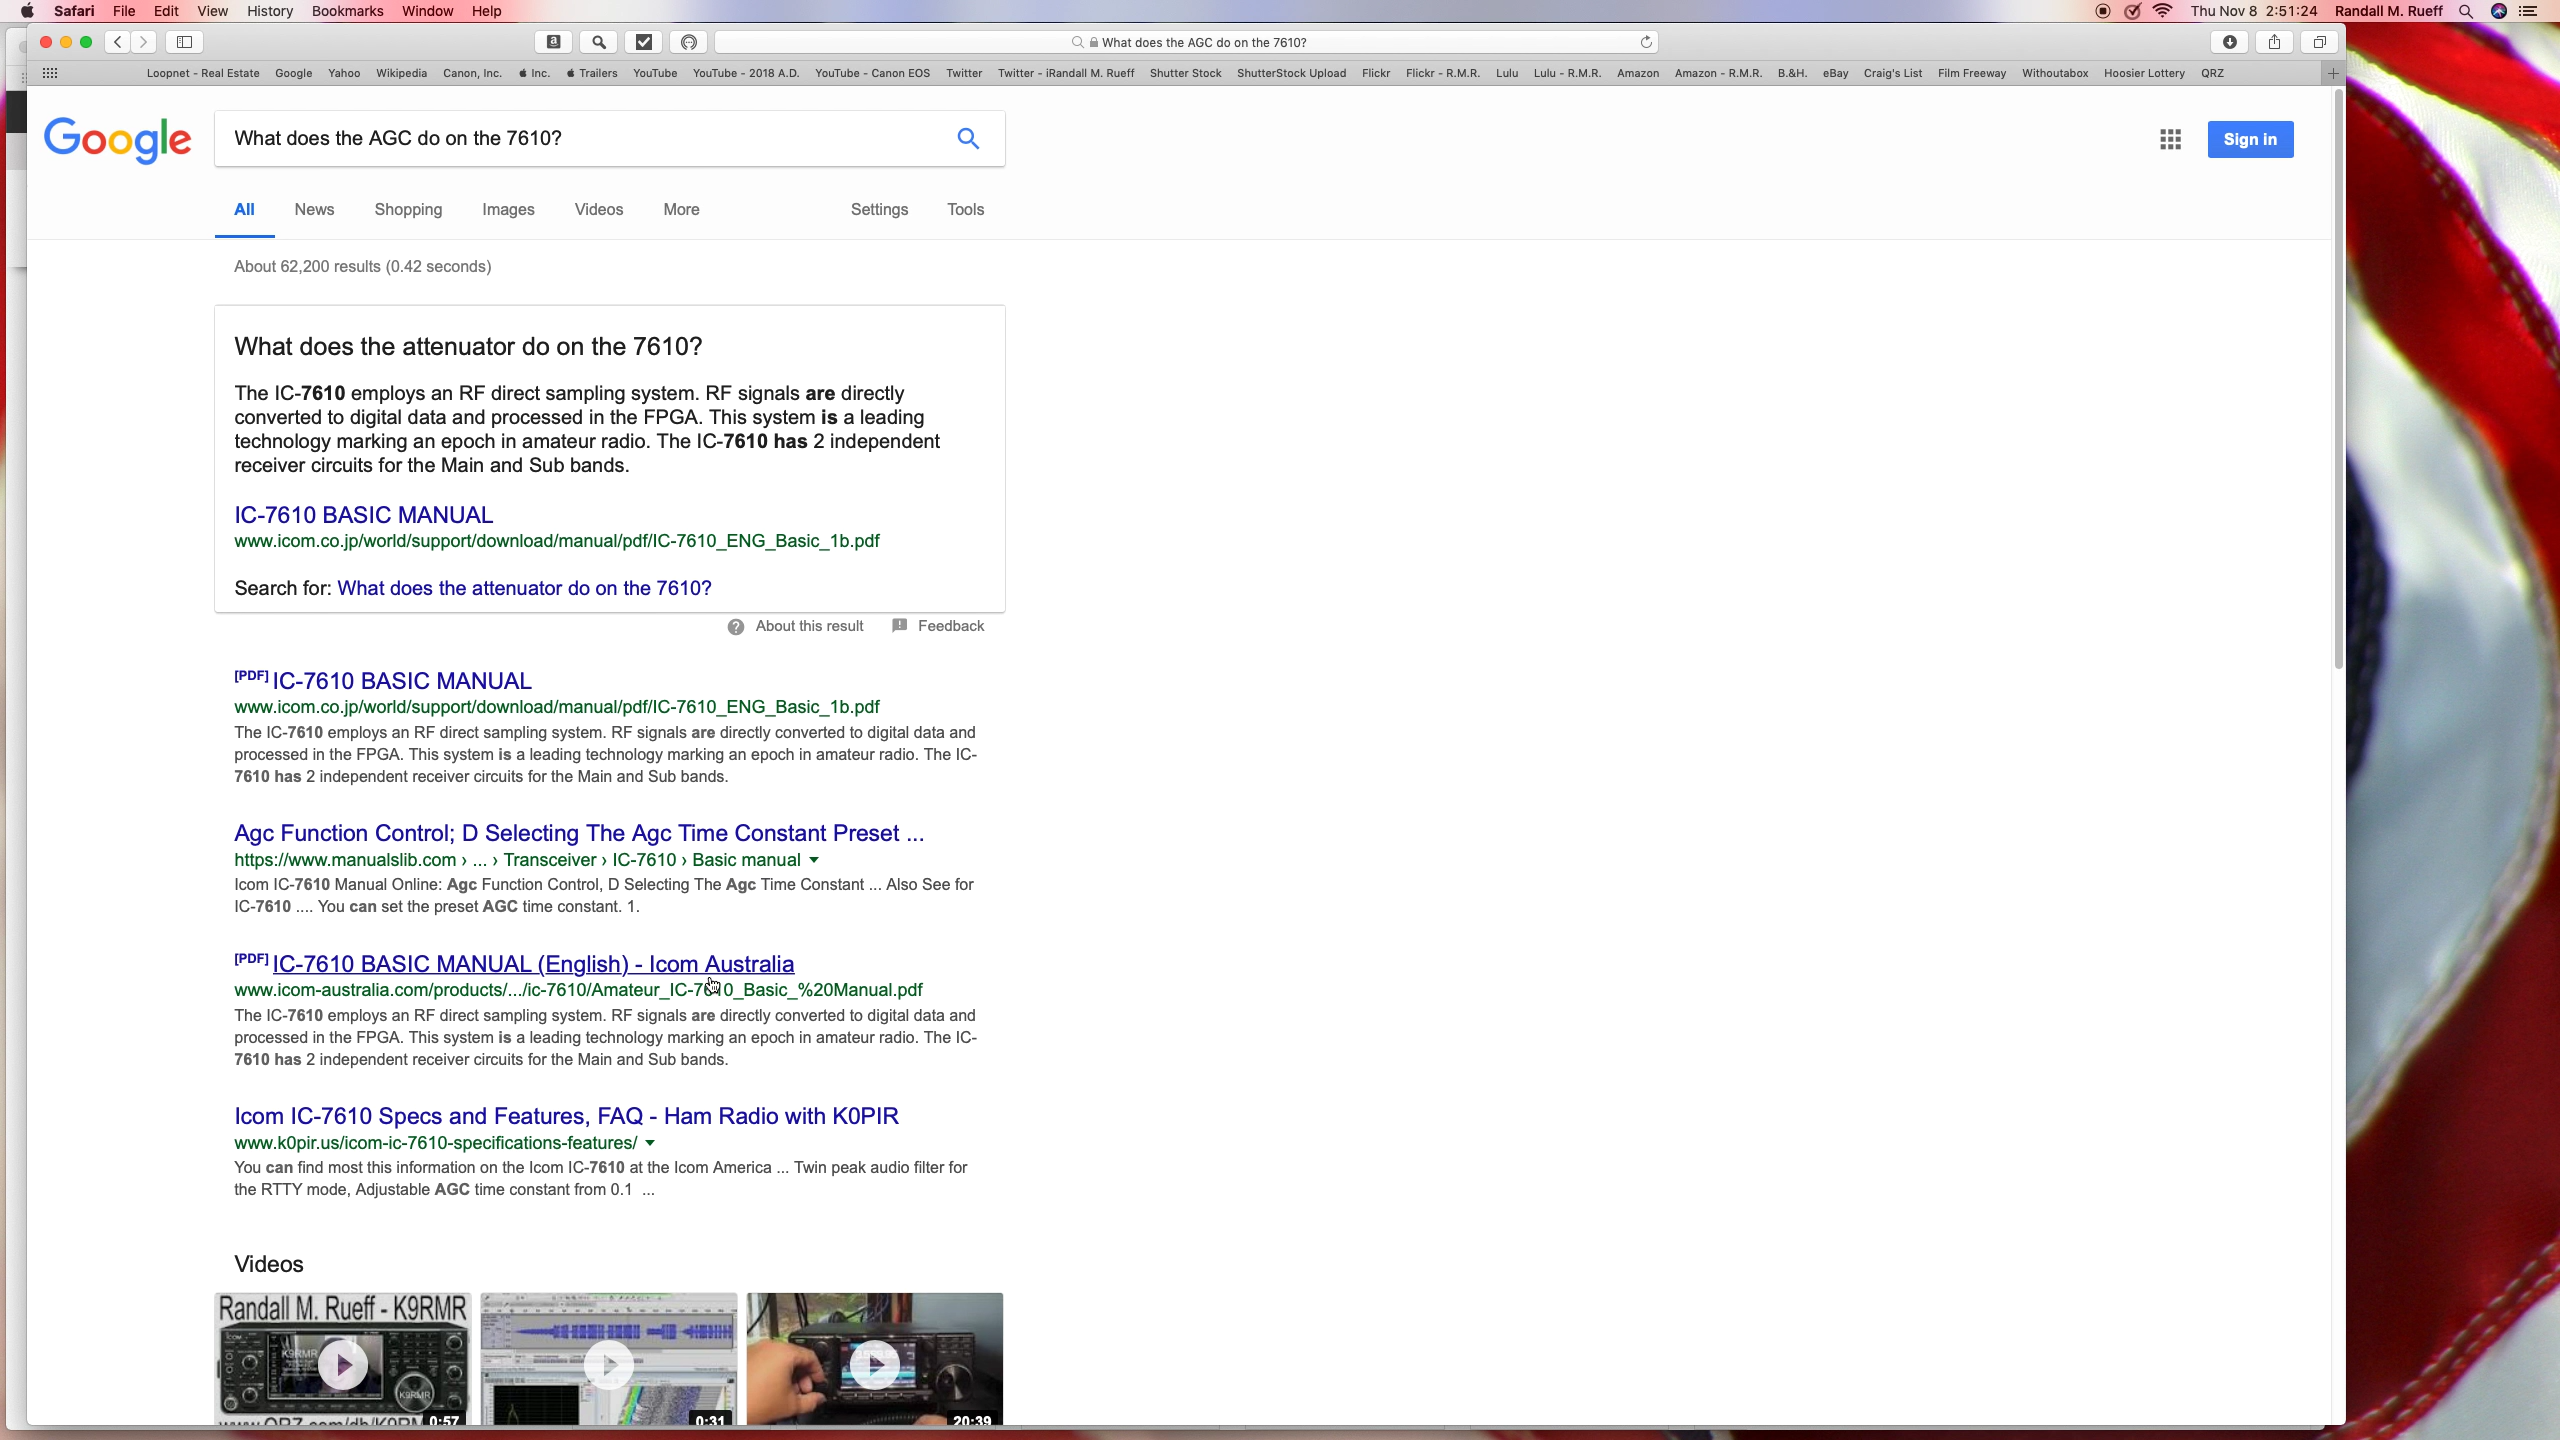 Safari File Edit View History Bookmarks Window Help Thu Nov 8 2:51:24 Randall M. Rueff
What does the AGC do on the 7610?
Loopnet - Real Estate Google Yahoo Wikipedia Canon, Inc. Inc. Trailers YouTube YouTube - 2018 A.D. YouTube - Canon EOS Twitter Twitter - iRandall M. Rueff Shutter Stock ShutterStock Upload Flickr Flickr - R.M.R. Lulu Lulu - R.M.R. Amazon Amazon - R.M.R. B.&H. eBay Craig's List Film Freeway Withoutabox Hoosier Lottery QRZ
Google What does the AGC do on the 7610? Sign in
All News Shopping Images Videos More Settings Tools
About 62,200 results (0.42 seconds)
What does the attenuator do on the 7610?
The IC-7610 employs an RF direct sampling system. RF signals are directly
converted to digital data and processed in the FPGA. This system is a leading
technology marking an epoch in amateur radio. The IC-7610 has 2 independent
receiver circuits for the Main and Sub bands.
IC-7610 BASIC MANUAL
www.icom.co.jp/world/support/download/manual/pdf/IC-7610_ENG_Basic_1b.pdf
Search for: What does the attenuator do on the 7610?
About this result Feedback
[PDF] IC-7610 BASIC MANUAL
www.icom.co.jp/world/support/download/manual/pdf/IC-7610_ENG_Basic_1b.pdf
The IC-7610 employs an RF direct sampling system. RF signals are directly converted to digital data and
processed in the FPGA. This system is a leading technology marking an epoch in amateur radio. The IC-
7610 has 2 independent receiver circuits for the Main and Sub bands.
Agc Function Control; D Selecting The Agc Time Constant Preset ...
https://www.manualslib.com › ... › Transceiver › IC-7610 › Basic manual
Icom IC-7610 Manual Online: Agc Function Control, D Selecting The Agc Time Constant ... Also See for
IC-7610 .... You can set the preset AGC time constant. 1.
[PDF] IC-7610 BASIC MANUAL (English) - Icom Australia
www.icom-australia.com/products/.../ic-7610/Amateur_IC-7610_Basic_%20Manual.pdf
The IC-7610 employs an RF direct sampling system. RF signals are directly converted to digital data and
processed in the FPGA. This system is a leading technology marking an epoch in amateur radio. The IC-
7610 has 2 independent receiver circuits for the Main and Sub bands.
Icom IC-7610 Specs and Features, FAQ - Ham Radio with K0PIR
www.k0pir.us/icom-ic-7610-specifications-features/
You can find most this information on the Icom IC-7610 at the Icom America ... Twin peak audio filter for
the RTTY mode, Adjustable AGC time constant from 0.1 ...
Videos
Randall M. Rueff - K9RMR
K9RMR
0:57 0:31 20:39